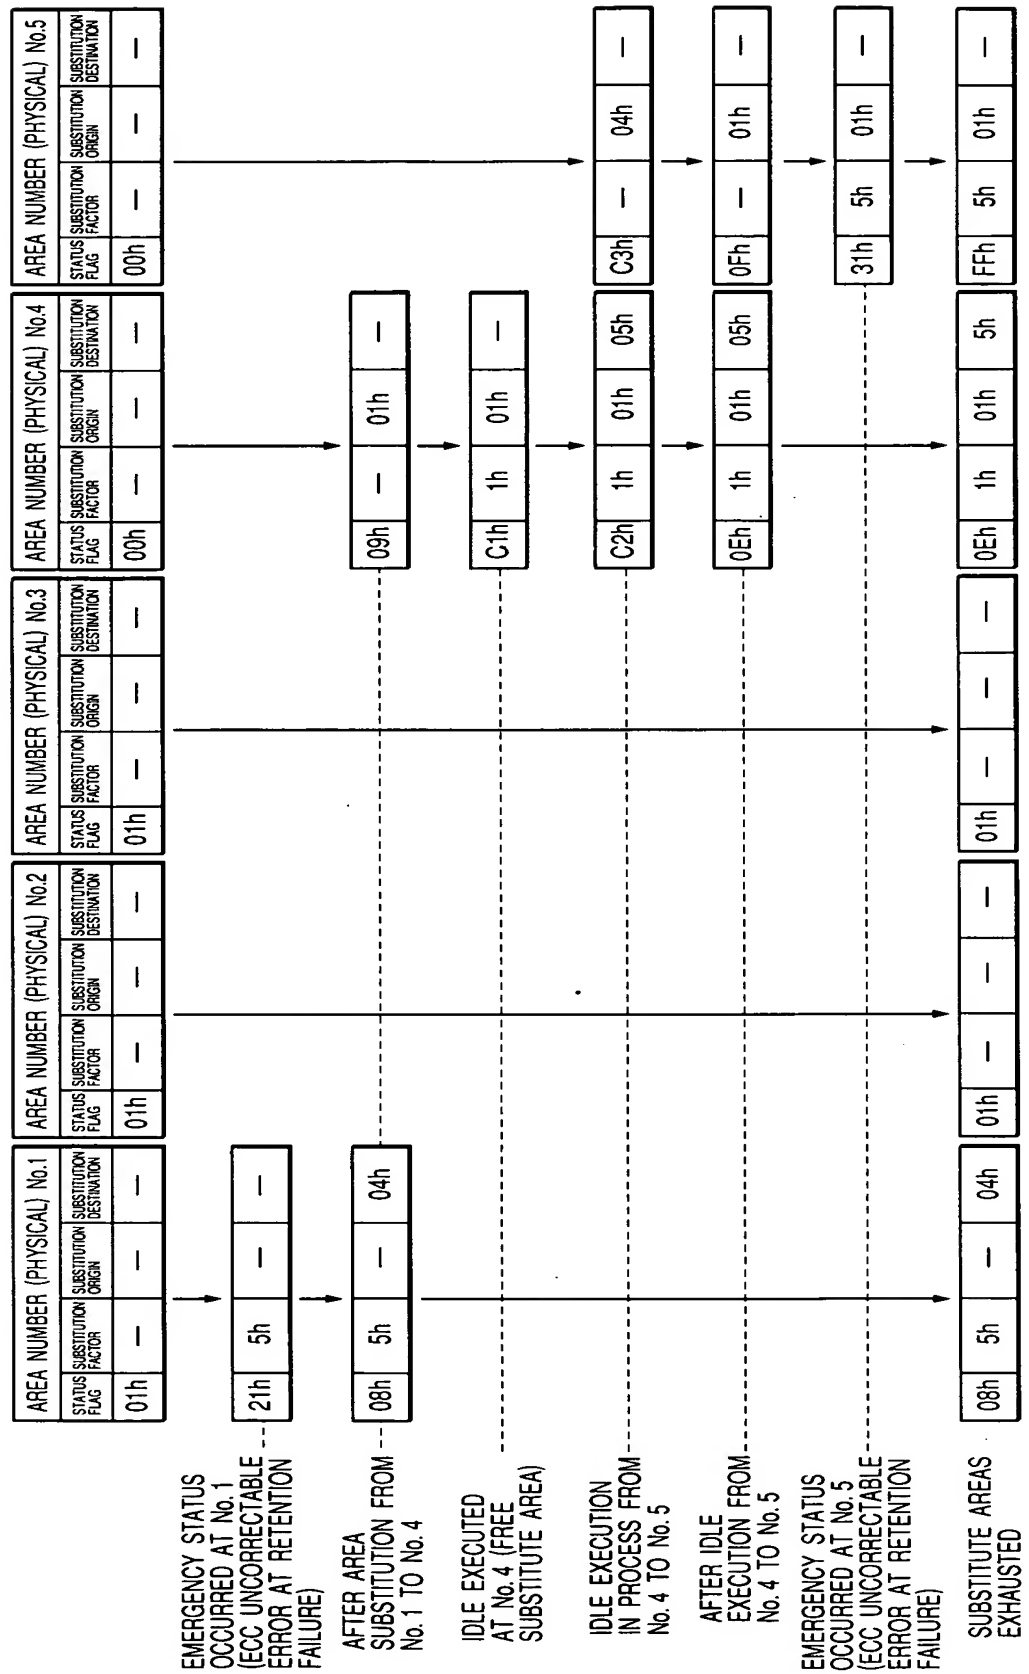 AREA NUMBER (PHYSICAL) No.1
STATUS FLAG
SUBSTITUTION FACTOR
SUBSTITUTION ORIGIN
SUBSTITUTION DESTINATION
01h — — —
AREA NUMBER (PHYSICAL) No.2
STATUS FLAG
SUBSTITUTION FACTOR
SUBSTITUTION ORIGIN
SUBSTITUTION DESTINATION
01h — — —
AREA NUMBER (PHYSICAL) No.3
STATUS FLAG
SUBSTITUTION FACTOR
SUBSTITUTION ORIGIN
SUBSTITUTION DESTINATION
01h — — —
AREA NUMBER (PHYSICAL) No.4
STATUS FLAG
SUBSTITUTION FACTOR
SUBSTITUTION ORIGIN
SUBSTITUTION DESTINATION
00h — — —
AREA NUMBER (PHYSICAL) No.5
STATUS FLAG
SUBSTITUTION FACTOR
SUBSTITUTION ORIGIN
SUBSTITUTION DESTINATION
00h — — —
EMERGENCY STATUS
OCCURRED AT No. 1
(ECC UNCORRECTABLE
ERROR AT RETENTION
FAILURE)
21h 5h — —
AFTER AREA
SUBSTITUTION FROM
No. 1 TO No. 4
08h 5h — 04h
09h — 01h —
IDLE EXECUTED
AT No. 4 (FREE
SUBSTITUTE AREA)
C1h 1h 01h —
IDLE EXECUTION
IN PROCESS FROM
No. 4 TO No. 5
C2h 1h 01h 05h
C3h — 04h —
AFTER IDLE
EXECUTION FROM
No. 4 TO No. 5
0Eh 1h 01h 05h
0Fh — 01h —
EMERGENCY STATUS
OCCURRED AT No. 5
(ECC UNCORRECTABLE
ERROR AT RETENTION
FAILURE)
31h 5h 01h —
SUBSTITUTE AREAS
EXHAUSTED
08h 5h — 04h
01h — — —
01h — — —
0Eh 1h 01h 5h
FFh 5h 01h —